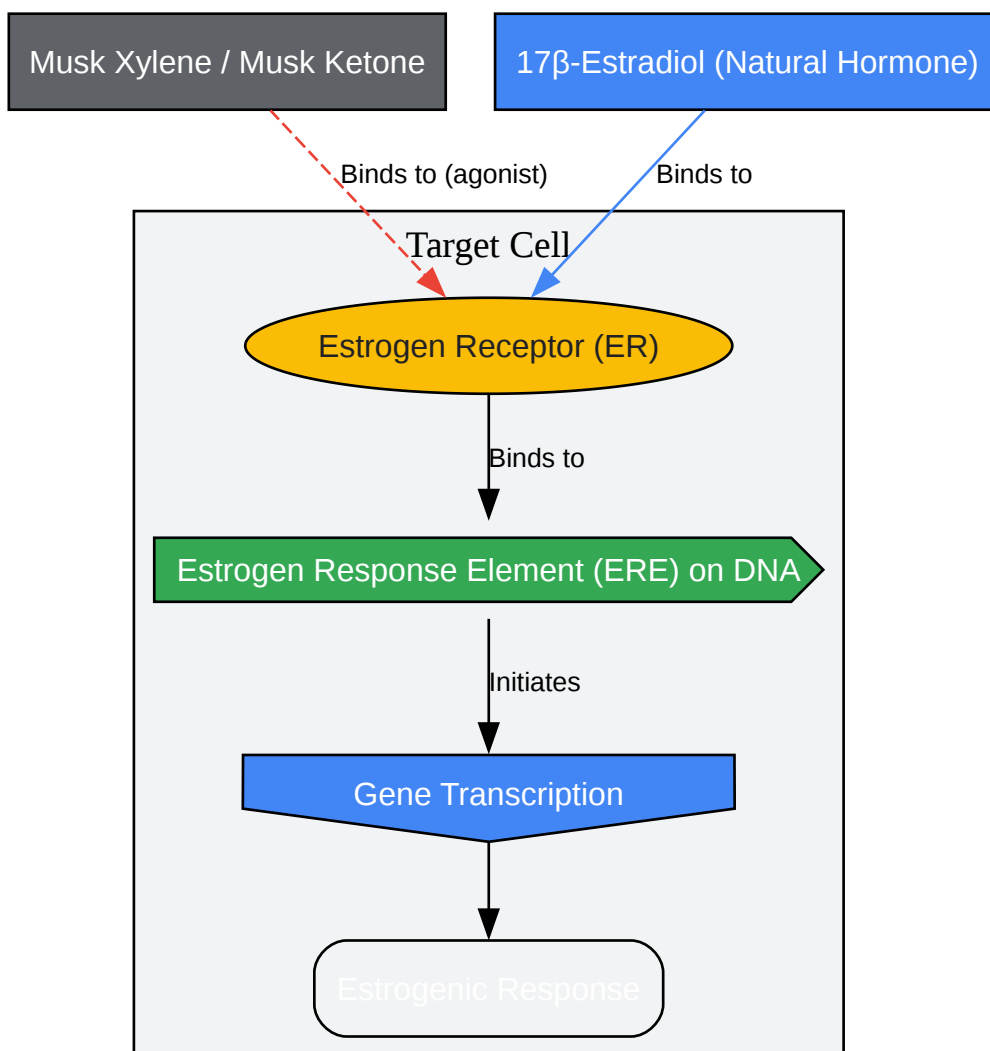 Musk Xylene / Musk Ketone
17β-Estradiol (Natural Hormone)
Binds to (agonist)
Binds to
Target Cell
Estrogen Receptor (ER)
Binds to
Estrogen Response Element (ERE) on DNA
Initiates
Gene Transcription
Estrogenic Response